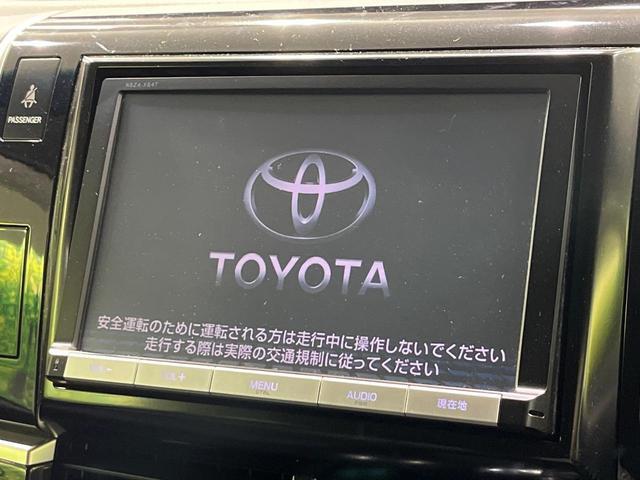 NSZA-X64T
PASSENGER
TOYOTA
安全運転のために運転される方は走行中に操作しないでください
走行する際は実際の交通規制に従ってください
VOL −
VOL +
MENU
AUDIO
現在地